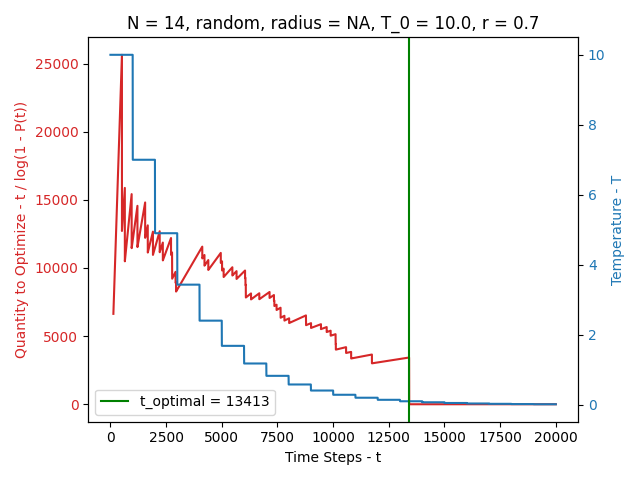 N = 14, random, radius = NA, T_0 = 10.0, r = 0.7
Quantity to Optimize - t / log(1 - P(t))
25000
20000
15000
10000
5000
0
10
8
6
4
2
0
Temperature - T
t_optimal = 13413
0 2500 5000 7500 10000 12500 15000 17500 20000
Time Steps - t